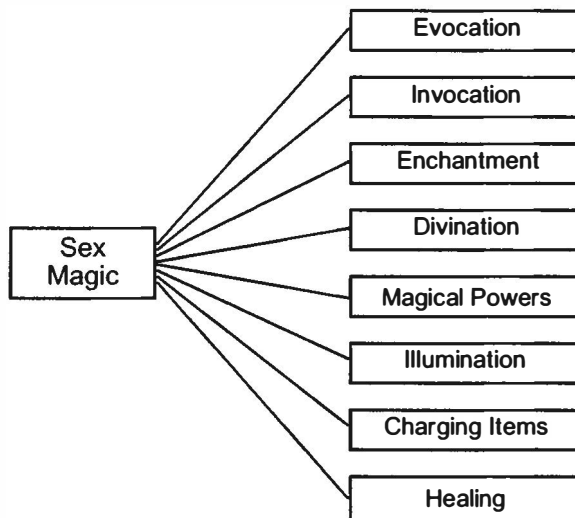 Evocation
Invocation
Enchantment
Divination
Sex
Magic
Magical Powers
Illumination
Charging Items
Healing